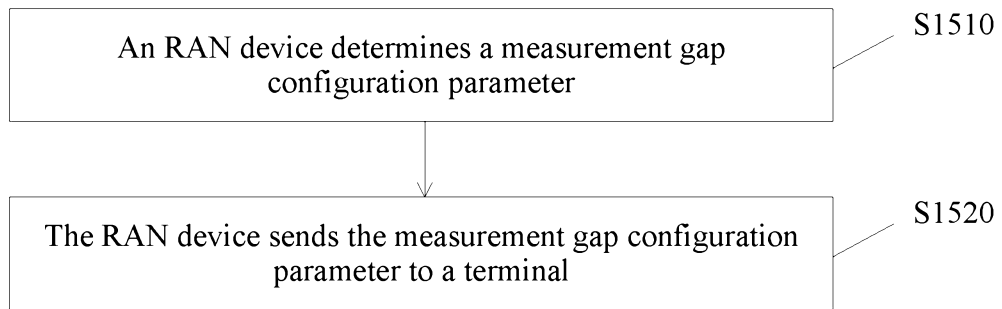 An RAN device determines a measurement gap
configuration parameter
S1510
The RAN device sends the measurement gap configuration
parameter to a terminal
S1520